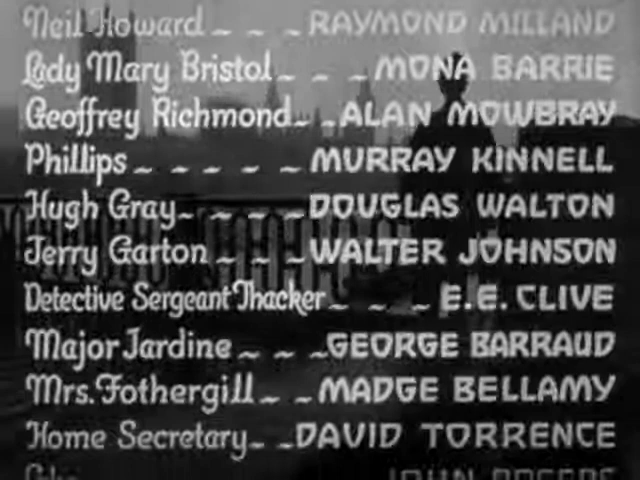 Neil Howard _ _ _ RAYMOND MILLAND
Lady Mary Bristol _ _ _ MONA BARRIE
Geoffrey Richmond _ _ ALAN MOWBRAY
Phillips _ _ _ _ _ MURRAY KINNELL
Hugh Gray _ _ _ _ DOUGLAS WALTON
Jerry Garton _ _ _ WALTER JOHNSON
Detective Sergeant Thacker _ _ _ E.E. CLIVE
Major Jardine _ _ _ GEORGE BARRAUD
Mrs. Fothergill _ _ MADGE BELLAMY
Home Secretary _ _ DAVID TORRENCE
JOHN ROGERS